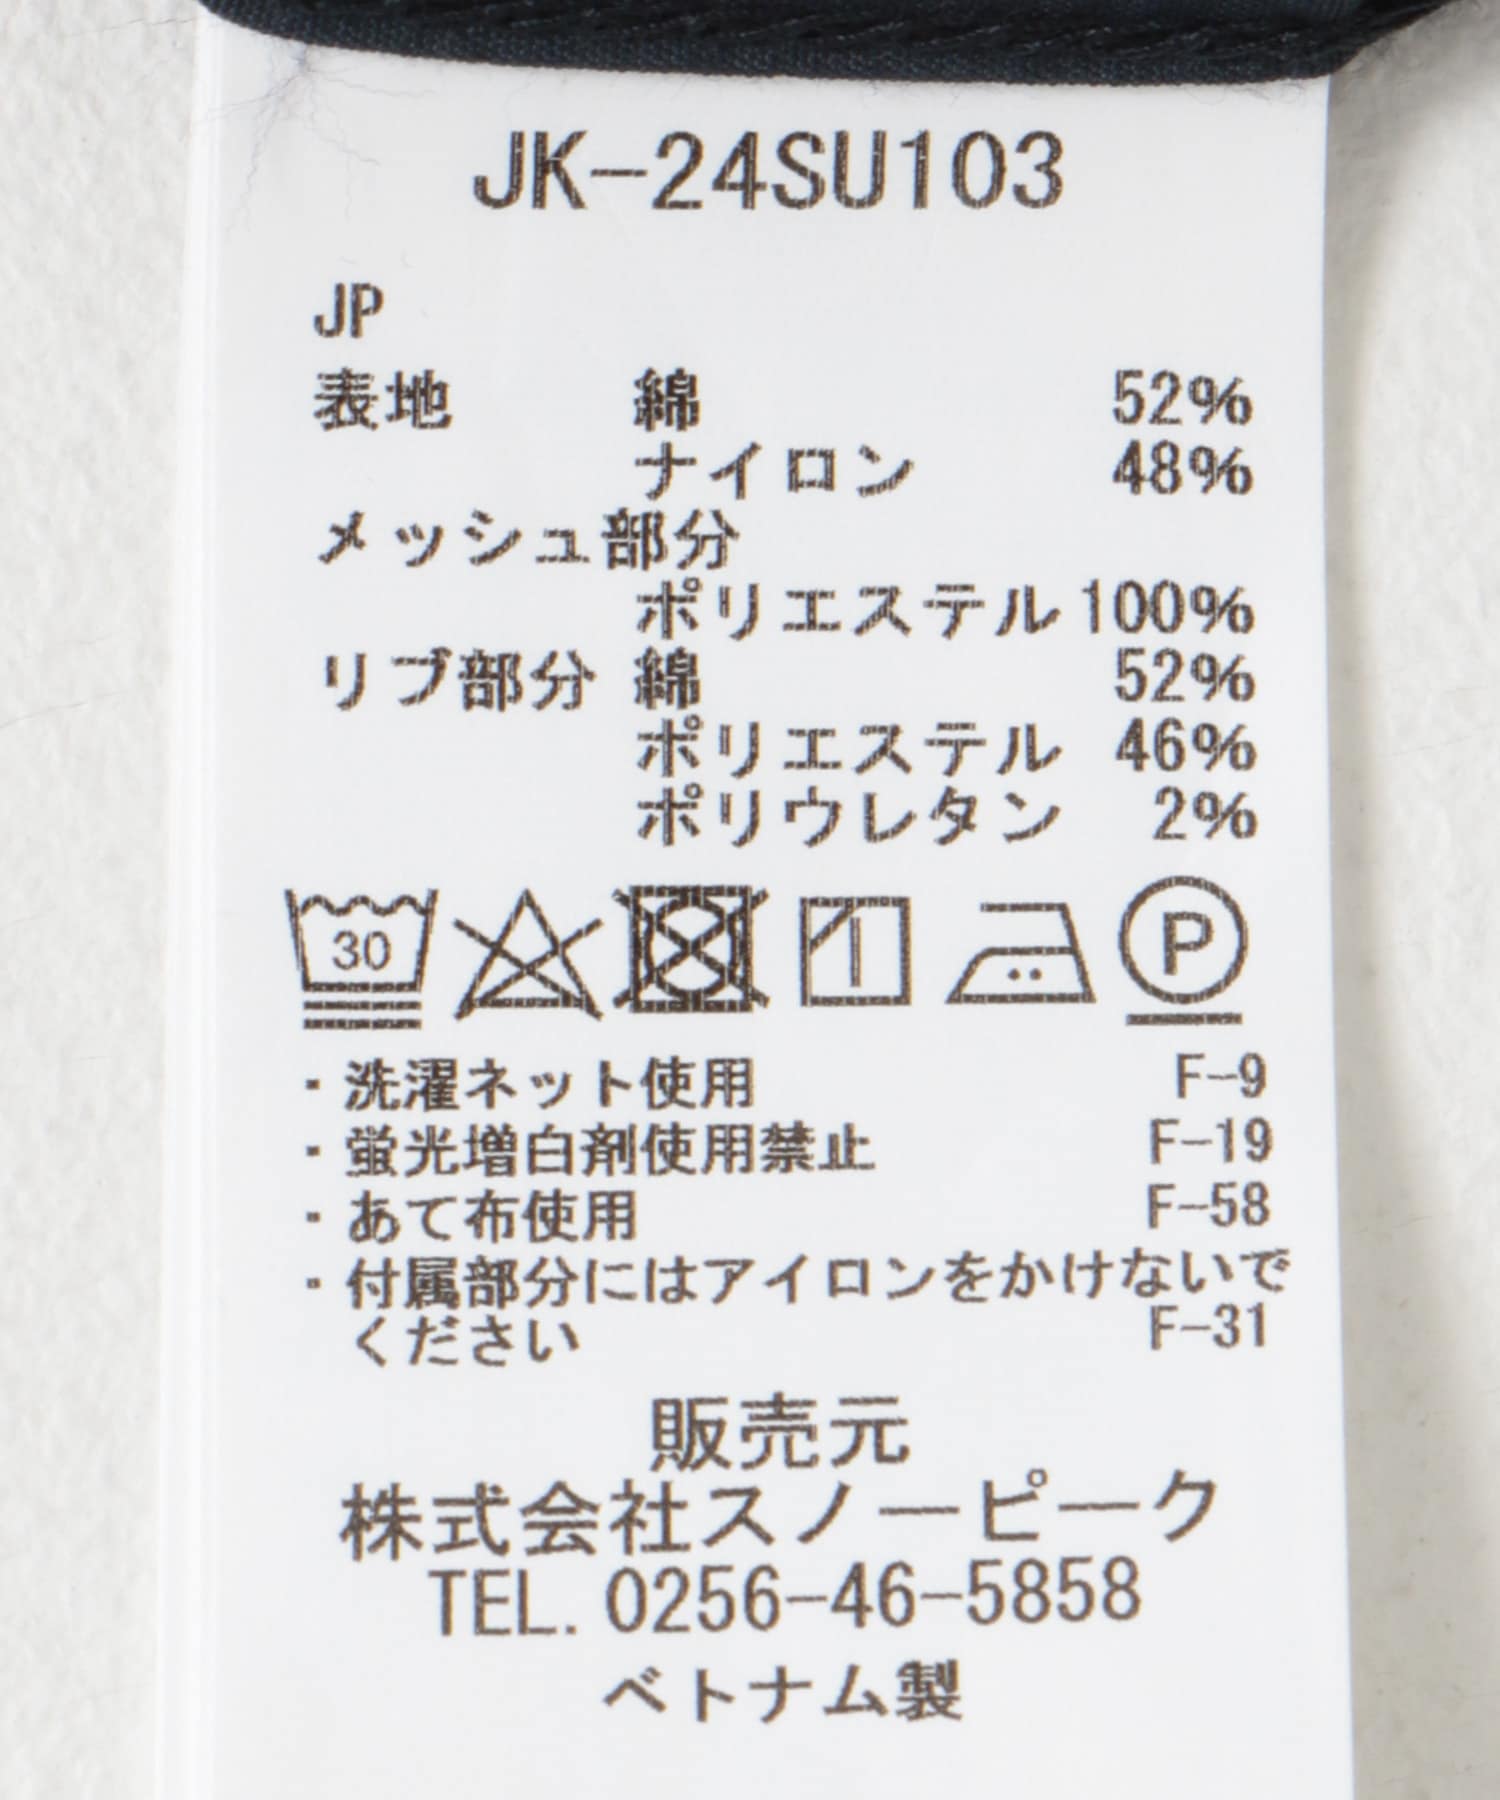 JK-24SU103
JP
表地 綿 52%
ナイロン 48%
メッシュ部分
ポリエステル 100%
リブ部分 綿 52%
ポリエステル 46%
ポリウレタン 2%
30 P
・洗濯ネット使用 F-9
・蛍光増白剤使用禁止 F-19
・あて布使用 F-58
・付属部分にはアイロンをかけないで
ください F-31
販売元
株式会社スノーピーク
TEL. 0256-46-5858
ベトナム製